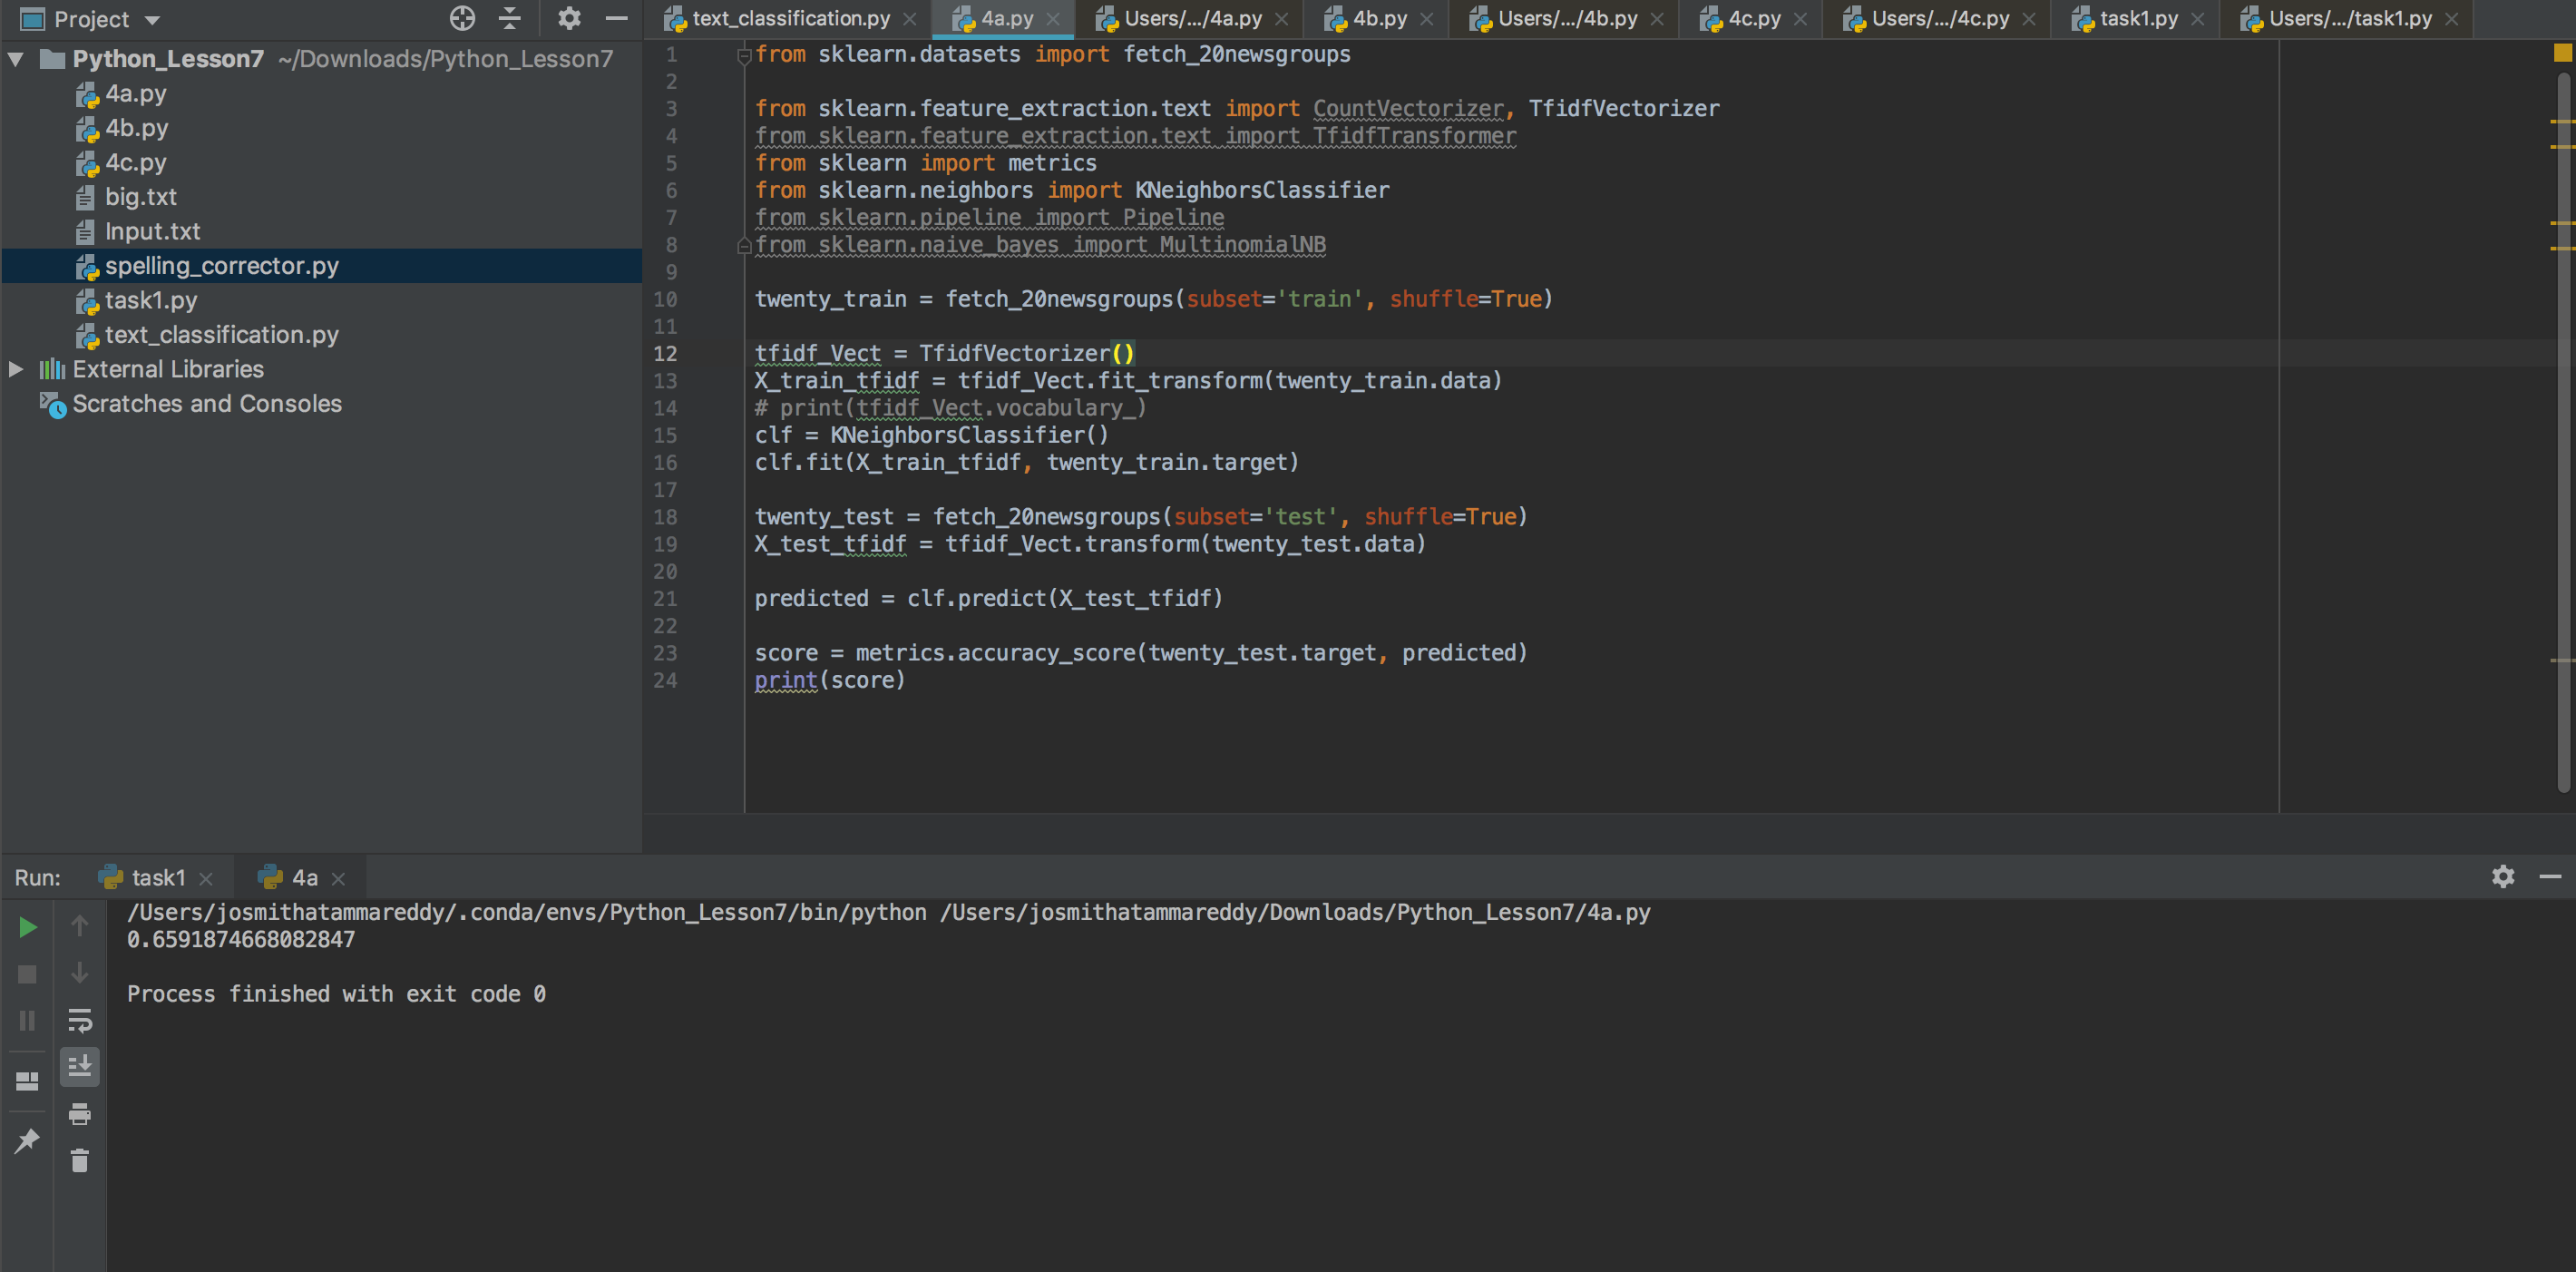 Project
Python_Lesson7 ~/Downloads/Python_Lesson7
4a.py
4b.py
4c.py
big.txt
Input.txt
spelling_corrector.py
task1.py
text_classification.py
External Libraries
Scratches and Consoles
text_classification.py 4a.py Users/.../4a.py 4b.py Users/.../4b.py 4c.py Users/.../4c.py task1.py Users/.../task1.py
1 from sklearn.datasets import fetch_20newsgroups
2
3 from sklearn.feature_extraction.text import CountVectorizer, TfidfVectorizer
4 from sklearn.feature_extraction.text import TfidfTransformer
5 from sklearn import metrics
6 from sklearn.neighbors import KNeighborsClassifier
7 from sklearn.pipeline import Pipeline
8 from sklearn.naive_bayes import MultinomialNB
9
10 twenty_train = fetch_20newsgroups(subset='train', shuffle=True)
11
12 tfidf_Vect = TfidfVectorizer()
13 X_train_tfidf = tfidf_Vect.fit_transform(twenty_train.data)
14 # print(tfidf_Vect.vocabulary_)
15 clf = KNeighborsClassifier()
16 clf.fit(X_train_tfidf, twenty_train.target)
17
18 twenty_test = fetch_20newsgroups(subset='test', shuffle=True)
19 X_test_tfidf = tfidf_Vect.transform(twenty_test.data)
20
21 predicted = clf.predict(X_test_tfidf)
22
23 score = metrics.accuracy_score(twenty_test.target, predicted)
24 print(score)
Run: task1 4a
/Users/josmithatammareddy/.conda/envs/Python_Lesson7/bin/python /Users/josmithatammareddy/Downloads/Python_Lesson7/4a.py
0.6591874668082847
Process finished with exit code 0